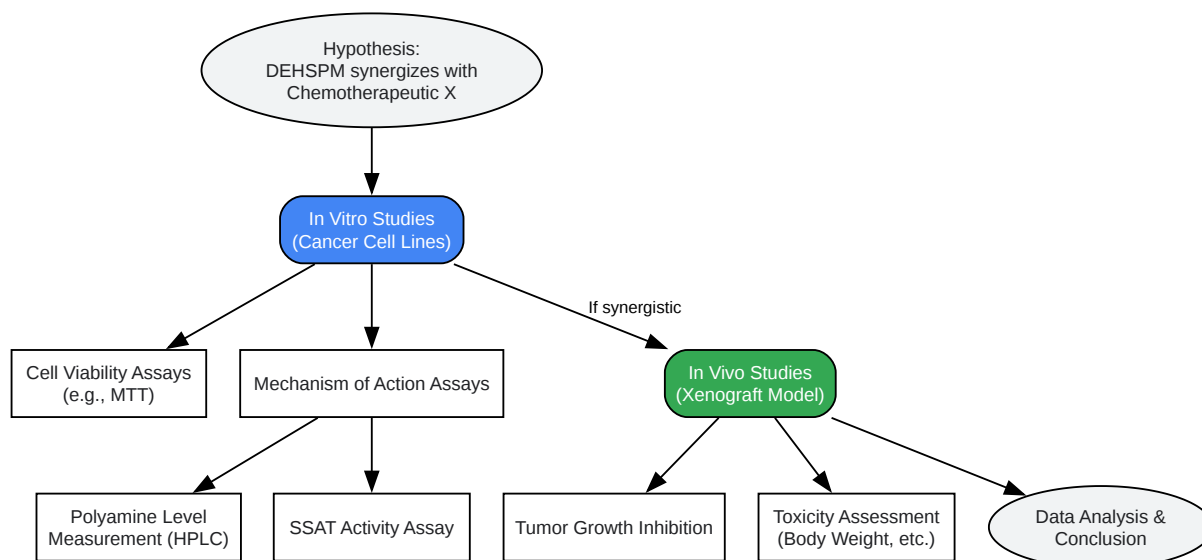 Hypothesis:
DEHSPM synergizes with
Chemotherapeutic X
In Vitro Studies
(Cancer Cell Lines)
If synergistic
Cell Viability Assays
(e.g., MTT)
Mechanism of Action Assays
In Vivo Studies
(Xenograft Model)
Polyamine Level
Measurement (HPLC)
SSAT Activity Assay
Tumor Growth Inhibition
Toxicity Assessment
(Body Weight, etc.)
Data Analysis &
Conclusion